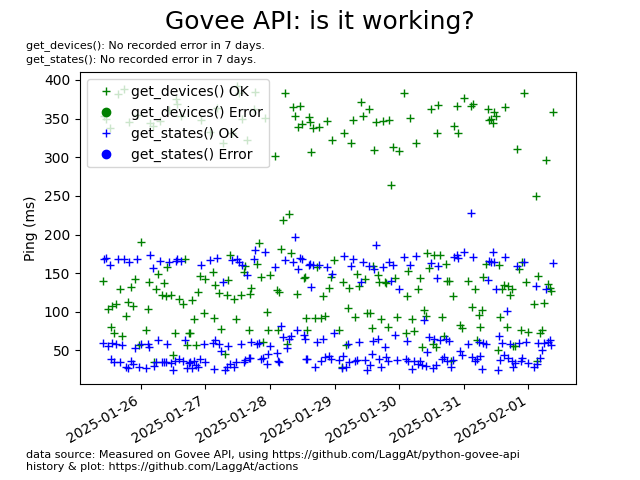 Govee API: is it working?
get_devices(): No recorded error in 7 days.
get_states(): No recorded error in 7 days.
400
350
300
250
200
150
100
50
Ping (ms)
get_devices() OK
get_devices() Error
get_states() OK
get_states() Error
2025-01-26
2025-01-27
2025-01-28
2025-01-29
2025-01-30
2025-01-31
2025-02-01
data source: Measured on Govee API, using https://github.com/LaggAt/python-govee-api
history & plot: https://github.com/LaggAt/actions